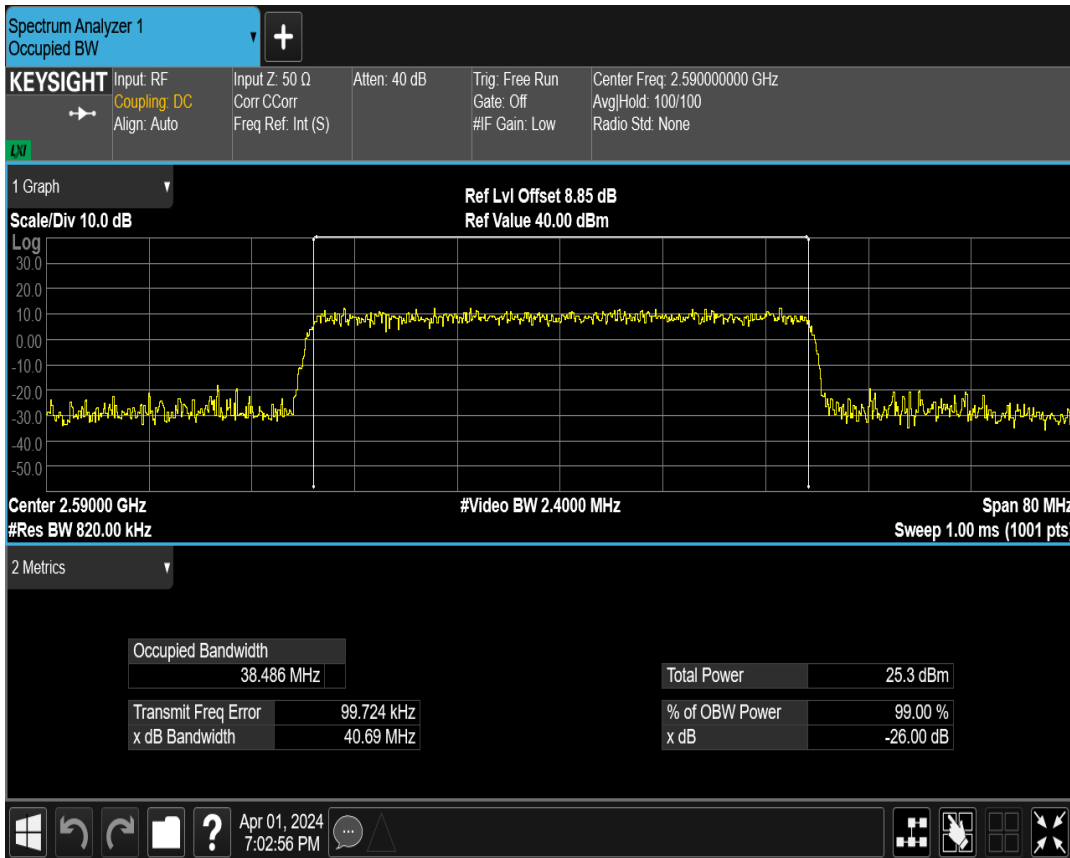 Spectrum Analyzer 1
Occupied BW
+
KEYSIGHT
LXI
Input: RF
Coupling: DC
Align: Auto
Input Z: 50 Ω
Corr CCorr
Freq Ref: Int (S)
Atten: 40 dB
Trig: Free Run
Gate: Off
#IF Gain: Low
Center Freq: 2.590000000 GHz
Avg|Hold: 100/100
Radio Std: None
1 Graph
Scale/Div 10.0 dB
Ref Lvl Offset 8.85 dB
Ref Value 40.00 dBm
Log
30.0
20.0
10.0
0.00
-10.0
-20.0
-30.0
-40.0
-50.0
Center 2.59000 GHz
#Video BW 2.4000 MHz
Span 80 MHz
#Res BW 820.00 kHz
Sweep 1.00 ms (1001 pts)
2 Metrics
Occupied Bandwidth
38.486 MHz
Total Power 25.3 dBm
Transmit Freq Error 99.724 kHz
% of OBW Power 99.00 %
x dB Bandwidth 40.69 MHz
x dB -26.00 dB
?
Apr 01, 2024
7:02:56 PM